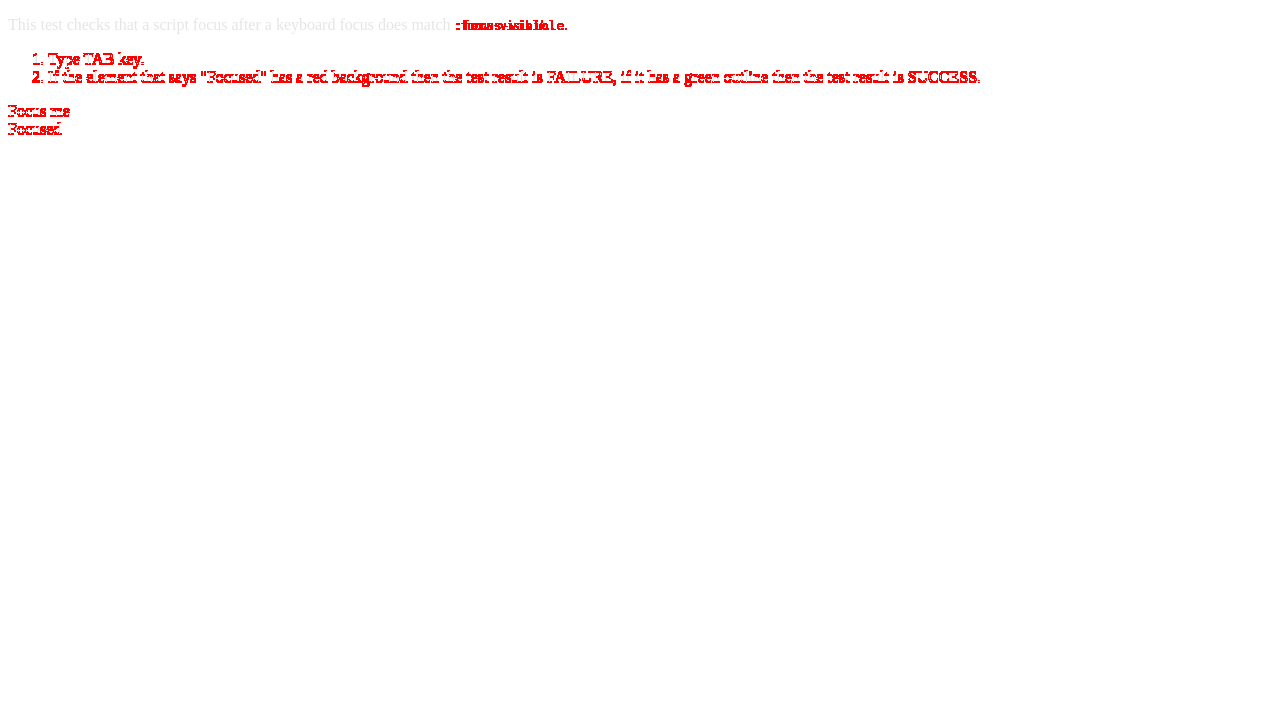 This test checks that a script focus after a keyboard focus does match :focus-visible.
1. Type TAB key.
2. If the element that says "Focused" has a red background then the test result is FAILURE, if it has a green outline then the test result is SUCCESS.
Focus me
Focused